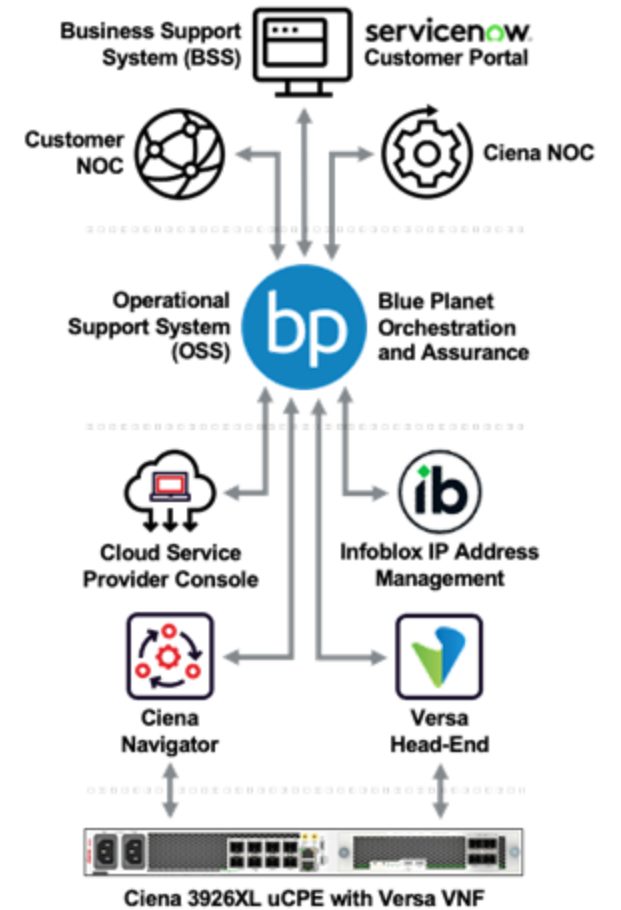 Business Support
System (BSS)
servicenow
Customer Portal
Customer
NOC
Ciena NOC
Operational
Support System
(OSS)
bp
Blue Planet
Orchestration
and Assurance
Cloud Service
Provider Console
ib
Infoblox IP Address
Management
Ciena
Navigator
Versa
Head-End
Ciena 3926XL uCPE with Versa VNF